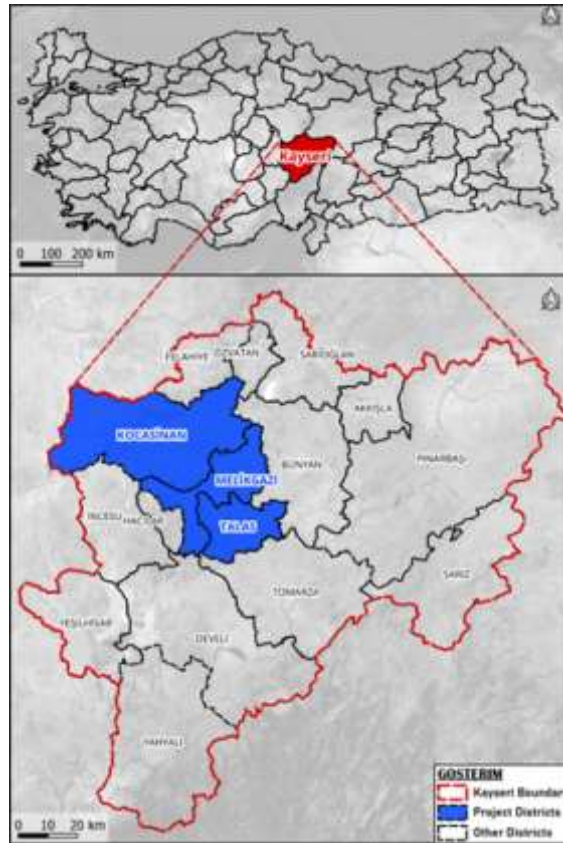 Kayseri
0 100 200 km
FELAHİYE
ÖZVATAN
SARIOĞLAN
AKKIŞLA
KOCASİNAN
PINARBAŞI
BÜNYAN
MELİKGAZİ
İNCESU
HACILAR
TALAS
SARIZ
TOMARZA
YEŞİLHİSAR
DEVELİ
YAHYALI
GÖSTERİM
Kayseri Boundary
Project Districts
Other Districts
0 10 20 km